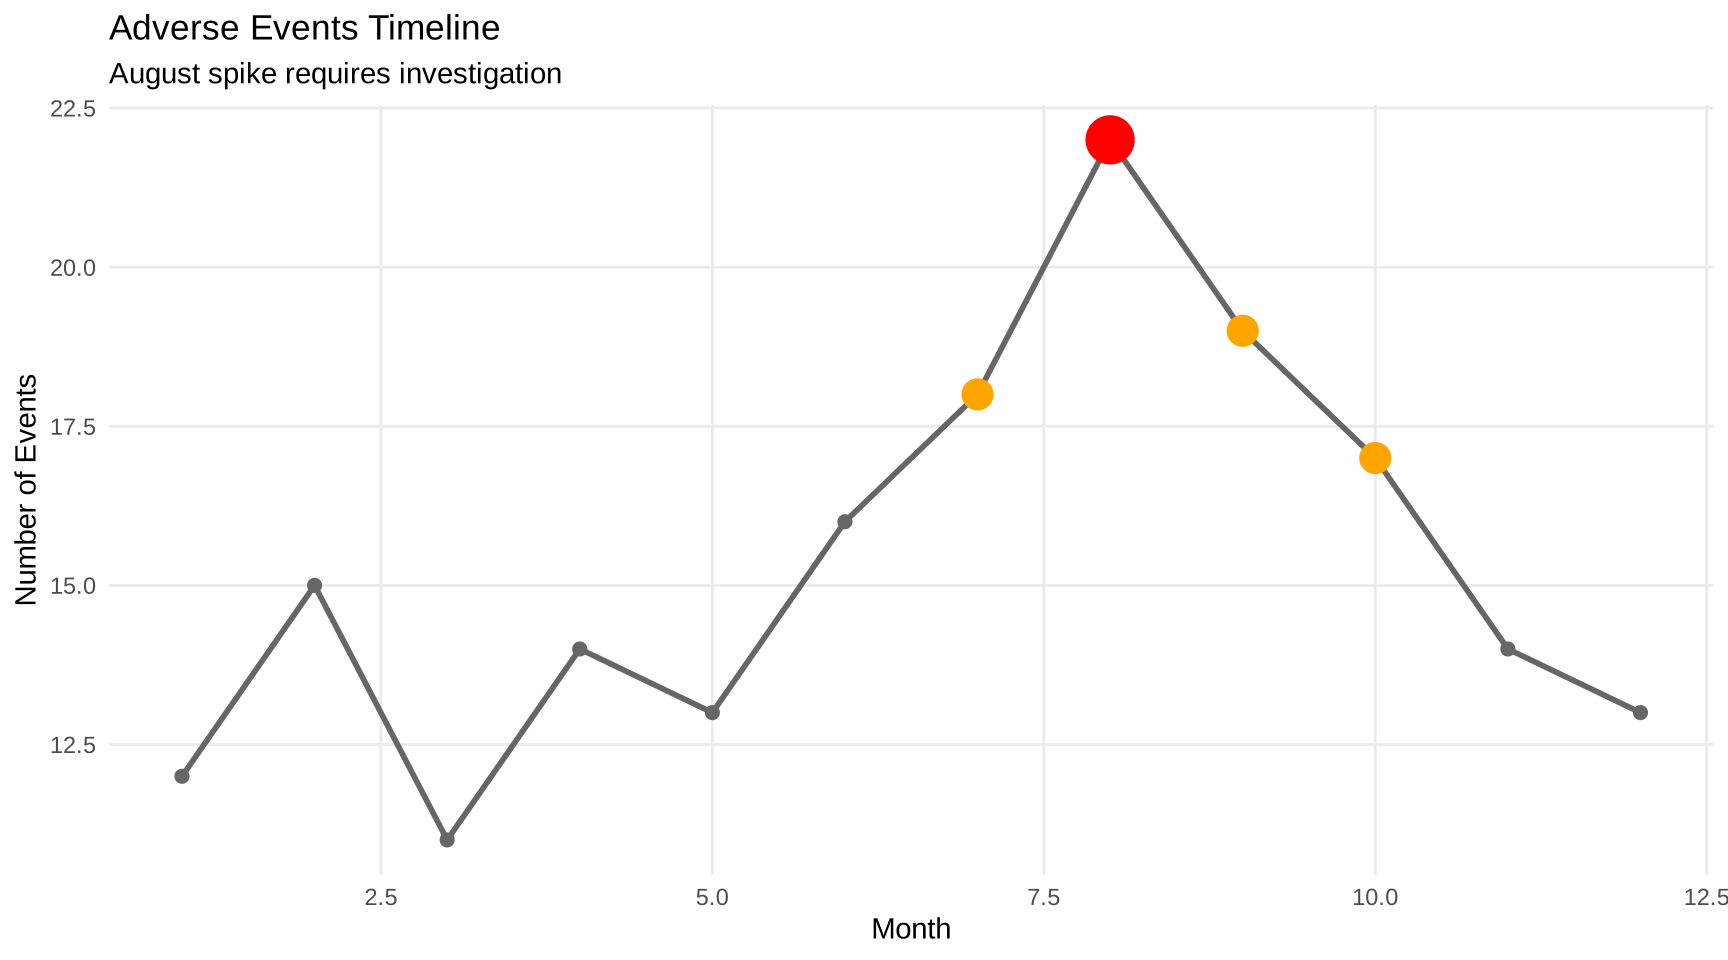 Adverse Events Timeline
August spike requires investigation
22.5
20.0
17.5
15.0
12.5
Number of Events
2.5 5.0 7.5 10.0 12.5
Month